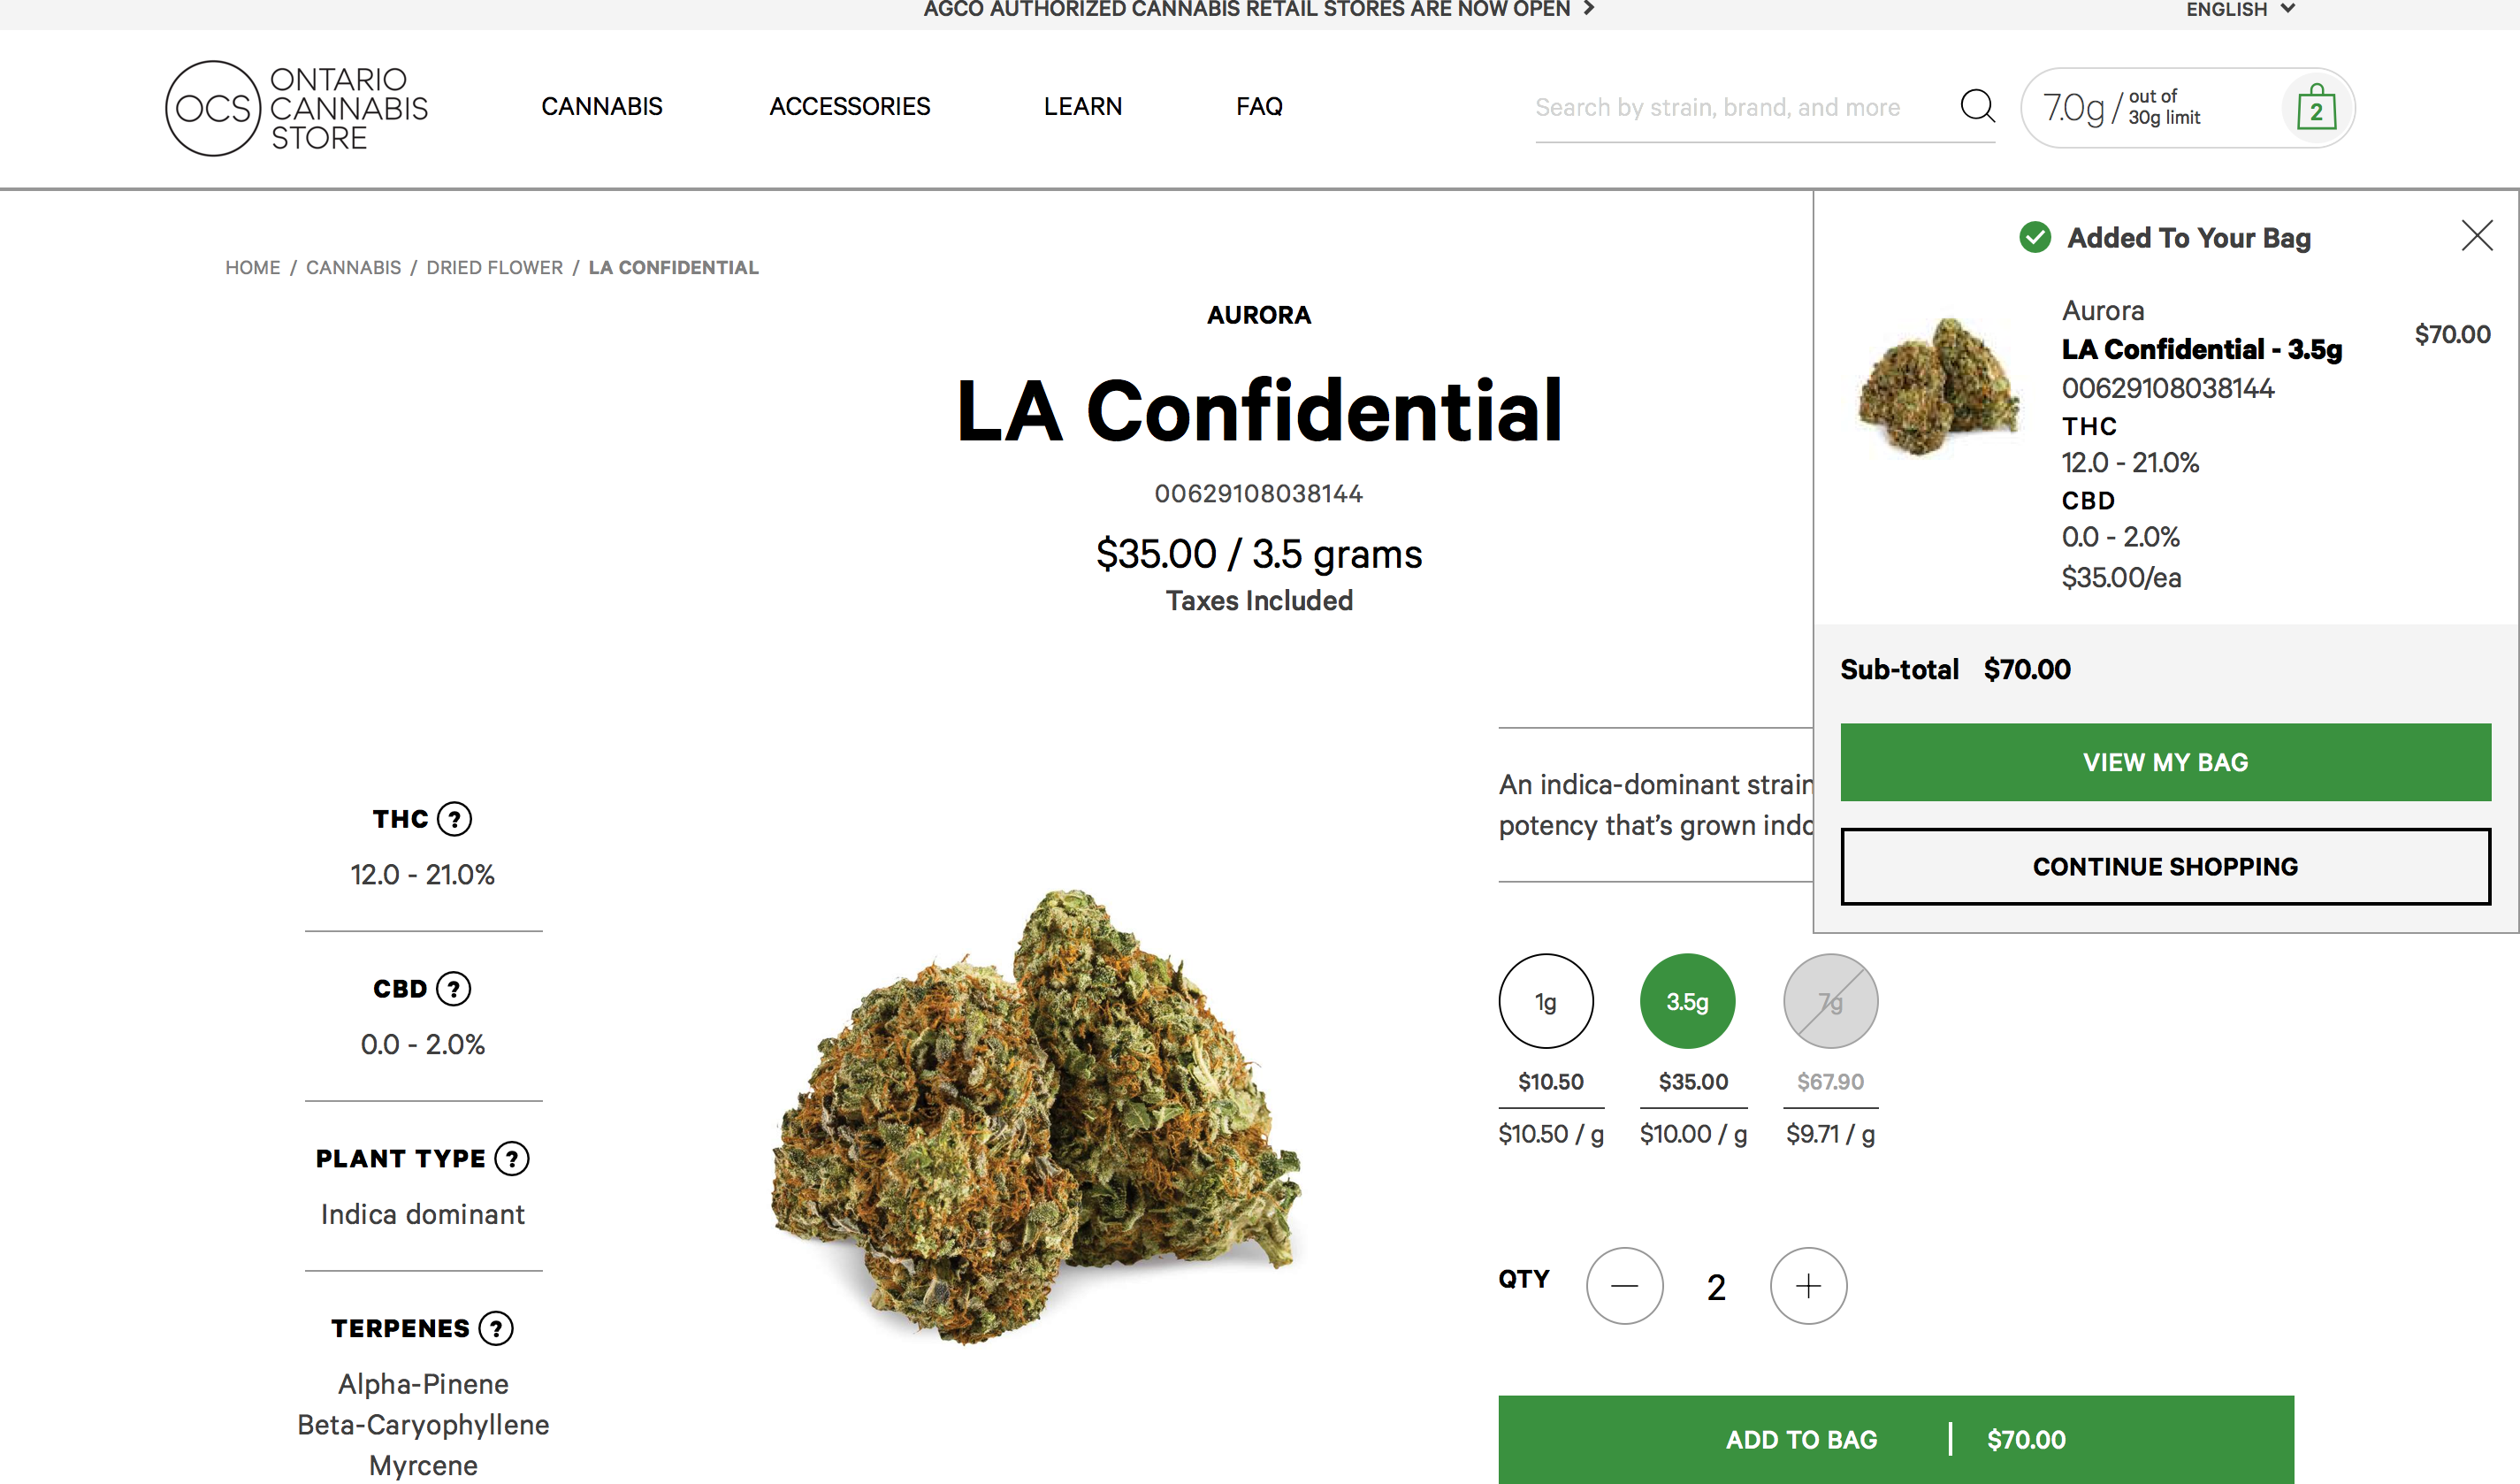 AGCO AUTHORIZED CANNABIS RETAIL STORES ARE NOW OPEN
ENGLISH
OCS
ONTARIO
CANNABIS
STORE
CANNABIS
ACCESSORIES
LEARN
FAQ
Search by strain, brand, and more
7.0g / out of
30g limit
2
HOME / CANNABIS / DRIED FLOWER / LA CONFIDENTIAL
AURORA
LA Confidential
00629108038144
$35.00 / 3.5 grams
Taxes Included
Added To Your Bag
Aurora
LA Confidential - 3.5g
$70.00
00629108038144
THC
12.0 - 21.0%
CBD
0.0 - 2.0%
$35.00/ea
Sub-total $70.00
VIEW MY BAG
CONTINUE SHOPPING
THC ?
12.0 - 21.0%
CBD ?
0.0 - 2.0%
PLANT TYPE ?
Indica dominant
TERPENES ?
Alpha-Pinene
Beta-Caryophyllene
Myrcene
An indica-dominant strain
potency that's grown
1g
3.5g
7g
$10.50
$35.00
$67.90
$10.50 / g
$10.00 / g
$9.71 / g
QTY
2
ADD TO BAG | $70.00